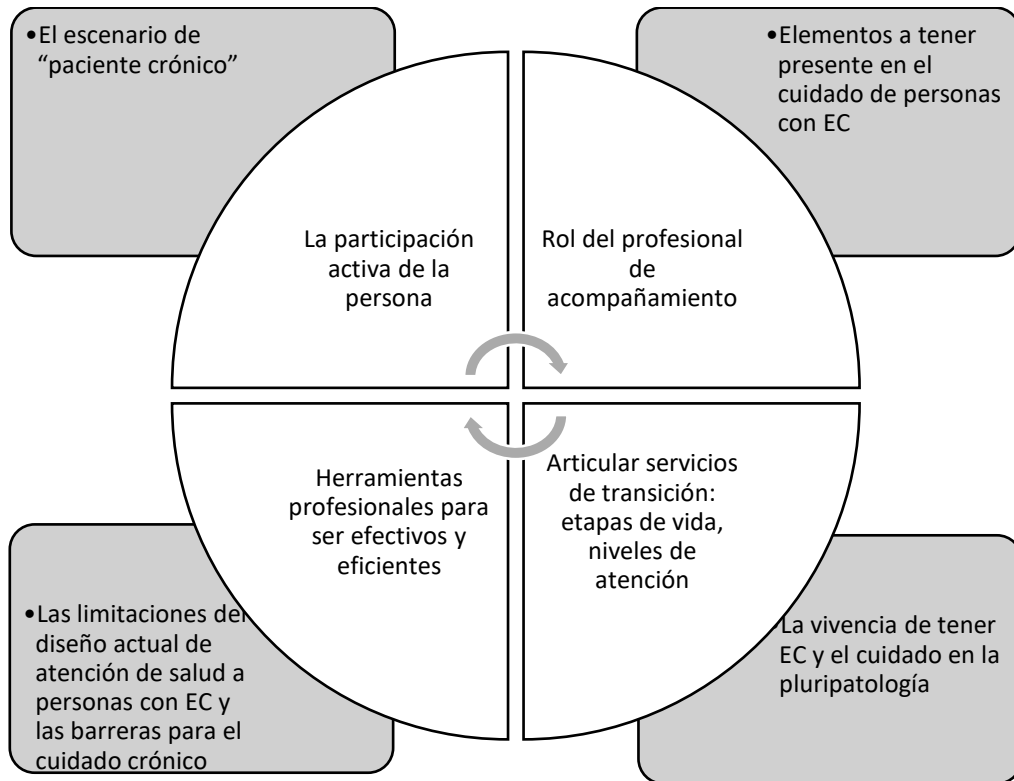 •El escenario de
“paciente crónico”
•Elementos a tener
presente en el
cuidado de personas
con EC
La participación
activa de la
persona
Rol del profesional
de
acompañamiento
Herramientas
profesionales para
ser efectivos y
eficientes
Articular servicios
de transición:
etapas de vida,
niveles de
atención
•Las limitaciones del
diseño actual de
atención de salud a
personas con EC y
las barreras para el
cuidado crónico
La vivencia de tener
EC y el cuidado en la
pluripatología